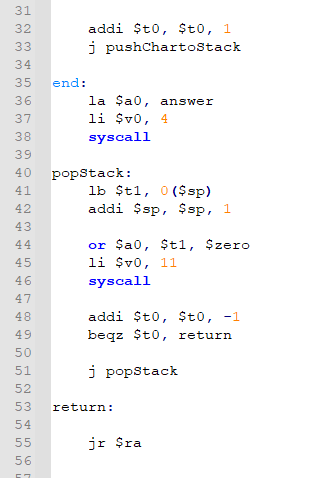 31
32 addi $t0, $t0, 1
33 j pushChartoStack
34
35 end:
36 la $a0, answer
37 li $v0, 4
38 syscall
39
40 popStack:
41 lb $t1, 0($sp)
42 addi $sp, $sp, 1
43
44 or $a0, $t1, $zero
45 li $v0, 11
46 syscall
47
48 addi $t0, $t0, -1
49 beqz $t0, return
50
51 j popStack
52
53 return:
54
55 jr $ra
56
57